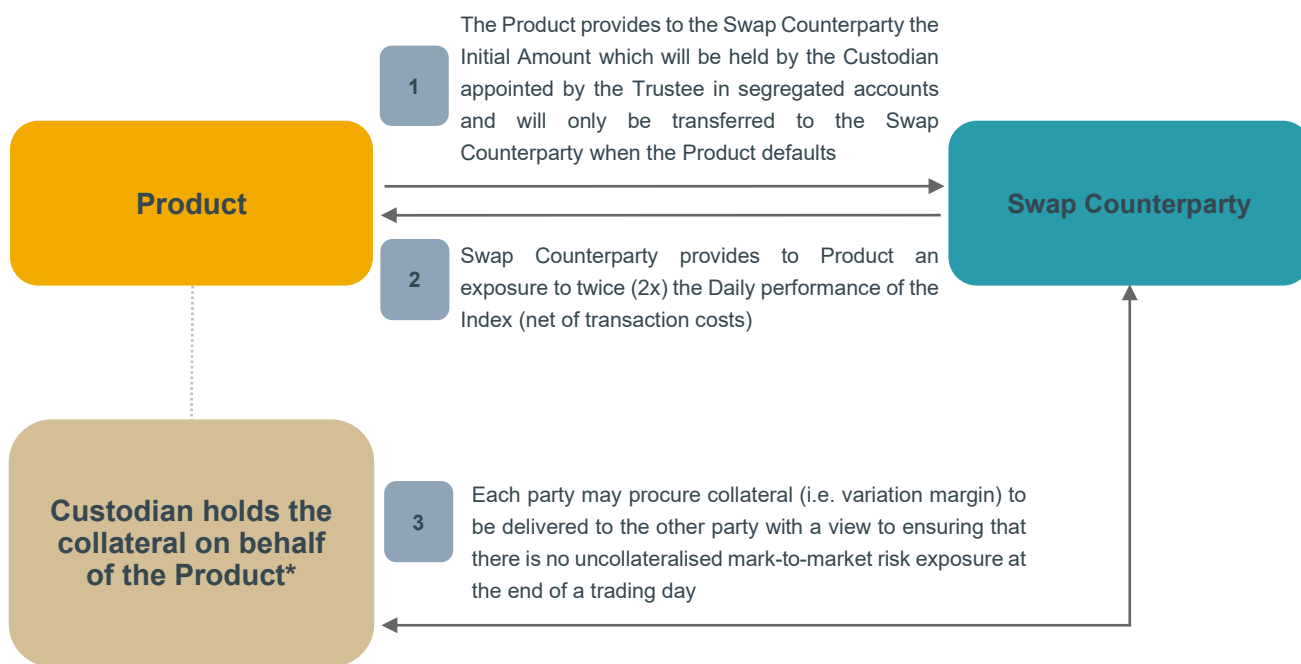 The Product provides to the Swap Counterparty the
Initial Amount which will be held by the Custodian
1
appointed by the Trustee in segregated accounts
and will only be transferred to the Swap
Counterparty when the Product defaults
Product
Swap Counterparty
2
Swap Counterparty provides to Product an
exposure to twice (2x) the Daily performance of the
Index (net of transaction costs)
Custodian holds the
collateral on behalf
of the Product*
3
Each party may procure collateral (i.e. variation margin) to
be delivered to the other party with a view to ensuring that
there is no uncollateralised mark-to-market risk exposure at
the end of a trading day